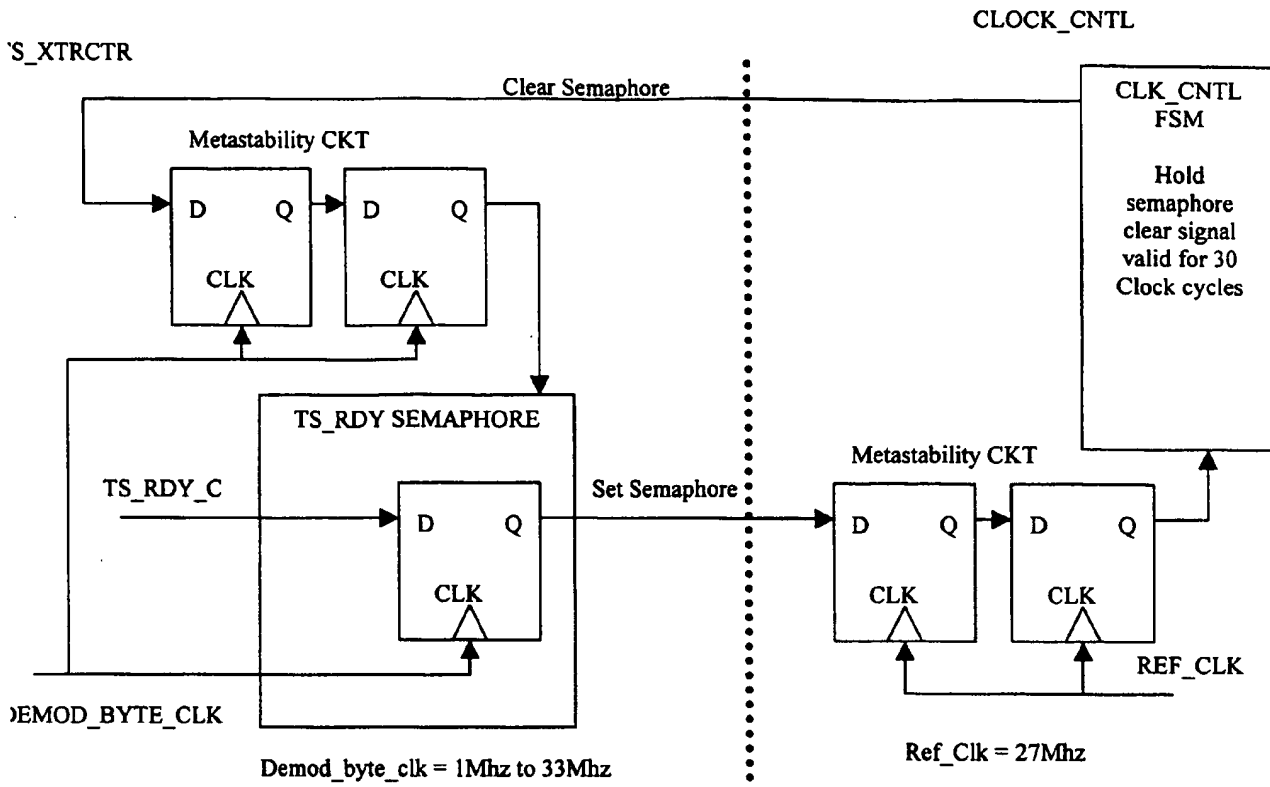 CLOCK_CNTL
S_XTRCTR
Clear Semaphore
CLK_CNTL
FSM
Hold
semaphore
clear signal
valid for 30
Clock cycles
Metastability CKT
D Q
CLK
D Q
CLK
TS_RDY SEMAPHORE
TS_RDY_C
D Q
CLK
Set Semaphore
Metastability CKT
D Q
CLK
D Q
CLK
REF_CLK
DEMOD_BYTE_CLK
Demod_byte_clk = 1Mhz to 33Mhz
Ref_Clk = 27Mhz